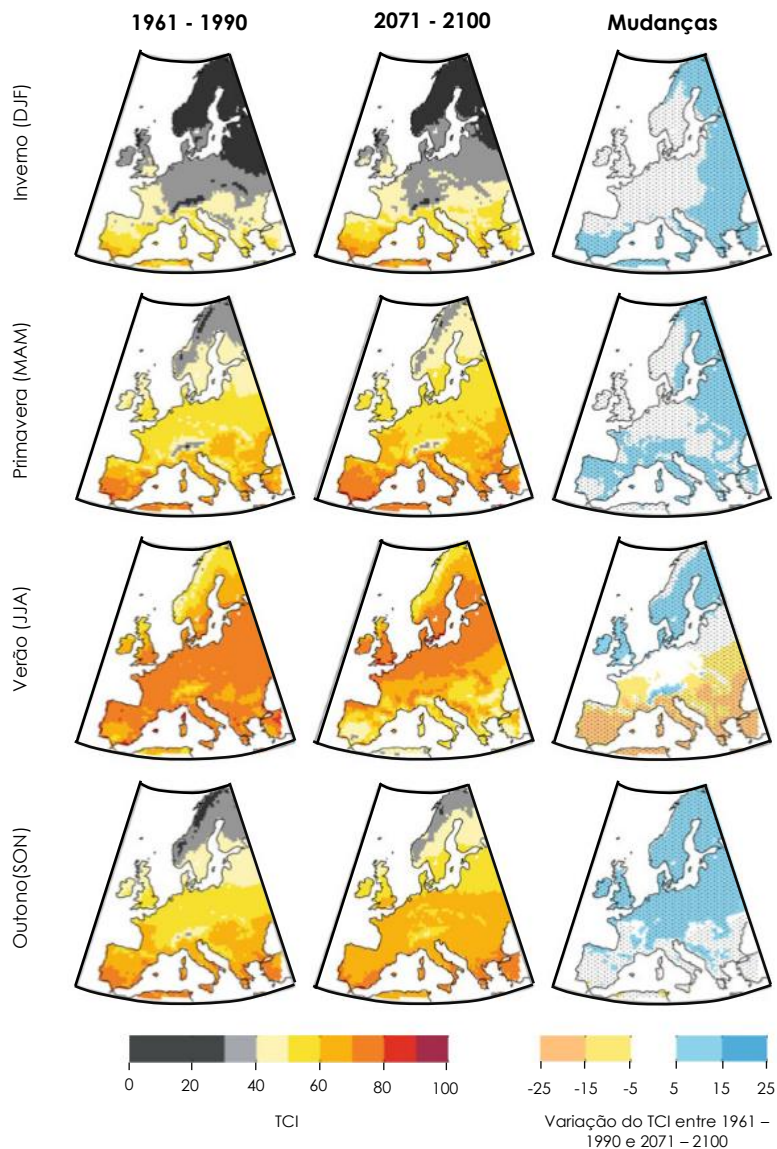 1961 - 1990
2071 - 2100
Mudanças
Inverno (DJF)
Primavera (MAM)
Verão (JJA)
Outono(SON)
0 20 40 60 80 100
TCI
-25 -15 -5 5 15 25
Variação do TCI entre 1961 –
1990 e 2071 – 2100